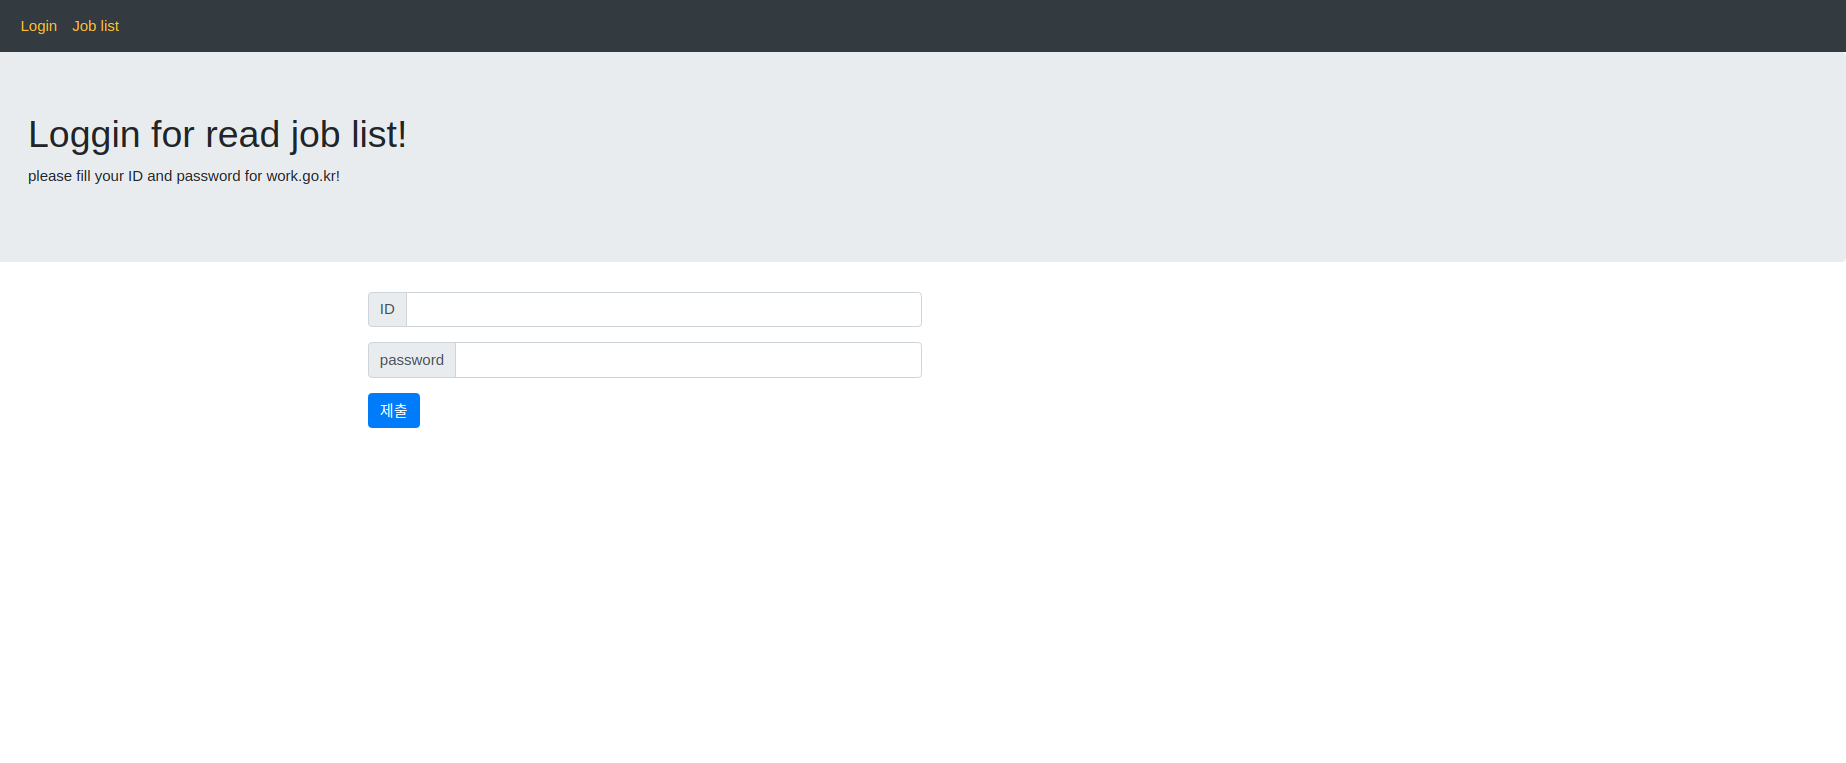 Login Job list
Loggin for read job list!
please fill your ID and password for work.go.kr!
ID
password
제출